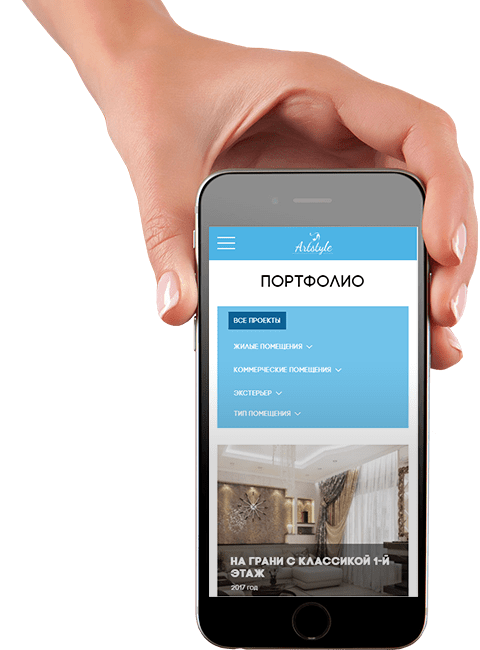 Artstyle
ПОРТФОЛИО
ВСЕ ПРОЕКТЫ
ЖИЛЫЕ ПОМЕЩЕНИЯ
КОММЕРЧЕСКИЕ ПОМЕЩЕНИЯ
ЭКСТЕРЬЕР
ТИП ПОМЕЩЕНИЯ
НА ГРАНИ С КЛАССИКОЙ 1-Й
ЭТАЖ
2017 год